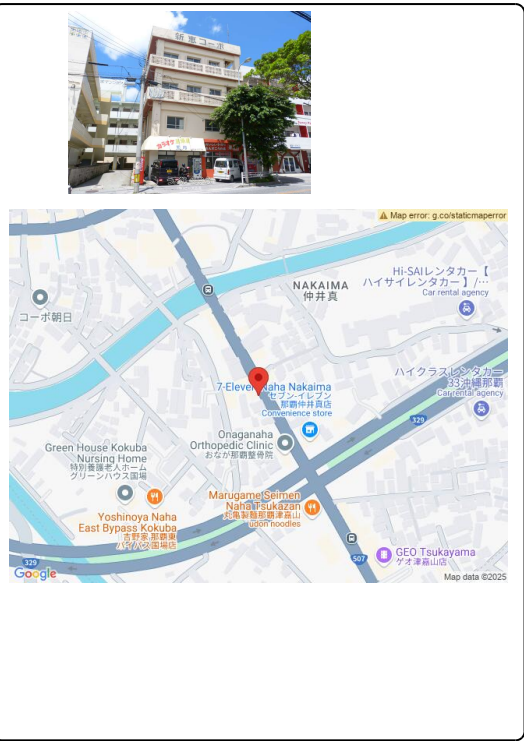 新恵コーポ
Map error: g.co/staticmaperror
NAKAIMA
仲井真
Hi-SAIレンタカー【
ハイサイレンタカー】/…
Car rental agency
コーポ朝日
7-Eleven Naha Nakaima
セブン-イレブン
那覇仲井真店
Convenience store
ハイクラスレンタカー
33沖縄那覇
Car rental agency
329
Onaganaha
Orthopedic Clinic
おなが那覇整骨院
Green House Kokuba
Nursing Home
特別養護老人ホーム
グリーンハウス国場
Marugame Seimen
Naha Tsukazan
丸亀製麺那覇津嘉山
udon noodles
Yoshinoya Naha
East Bypass Kokuba
吉野家 那覇東
バイパス国場店
GEO Tsukayama
ゲオ津嘉山店
507
329
Google
Map data ©2025